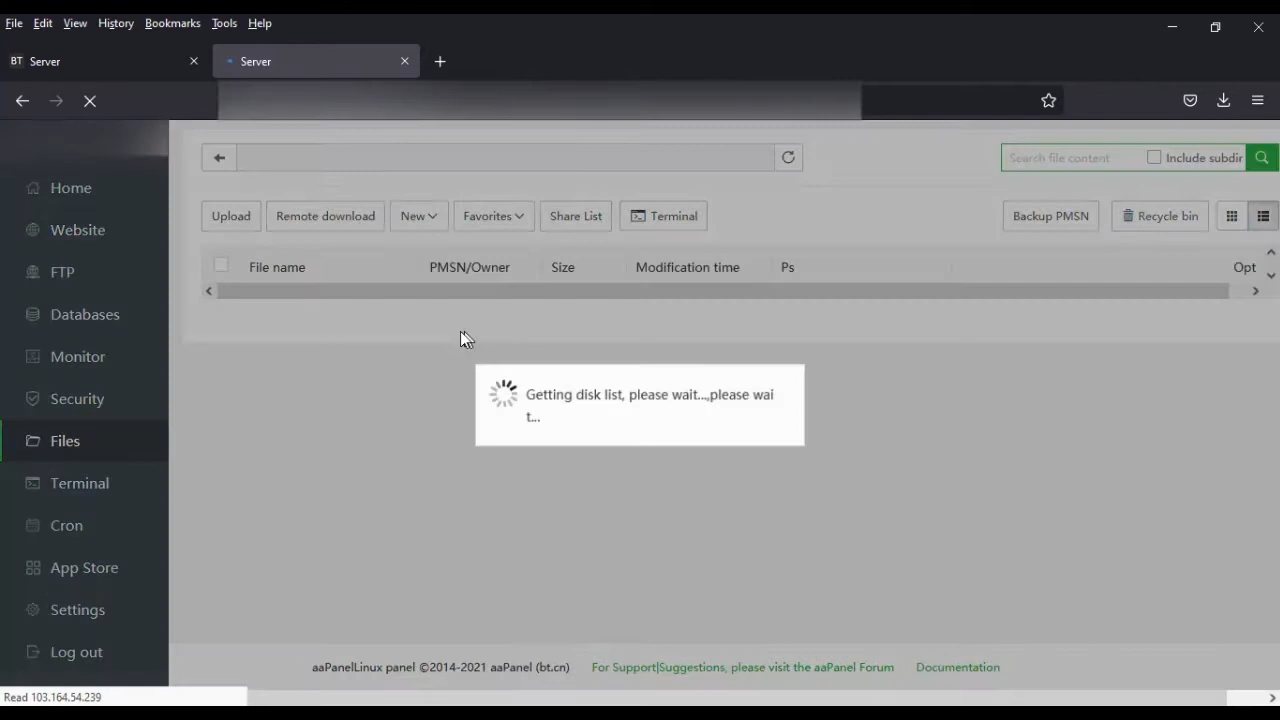 File Edit View History Bookmarks Tools Help
BT Server
Server
Search file content Include subdir
Upload Remote download New Favorites Share List Terminal Backup PMSN Recycle bin
File name PMSN/Owner Size Modification time Ps Opt
Home
Website
FTP
Databases
Monitor
Security
Files
Terminal
Cron
App Store
Settings
Log out
Getting disk list, please wait...,please wai
t...
aaPanelLinux panel ©2014-2021 aaPanel (bt.cn) For Support|Suggestions, please visit the aaPanel Forum Documentation
Read 103.164.54.239